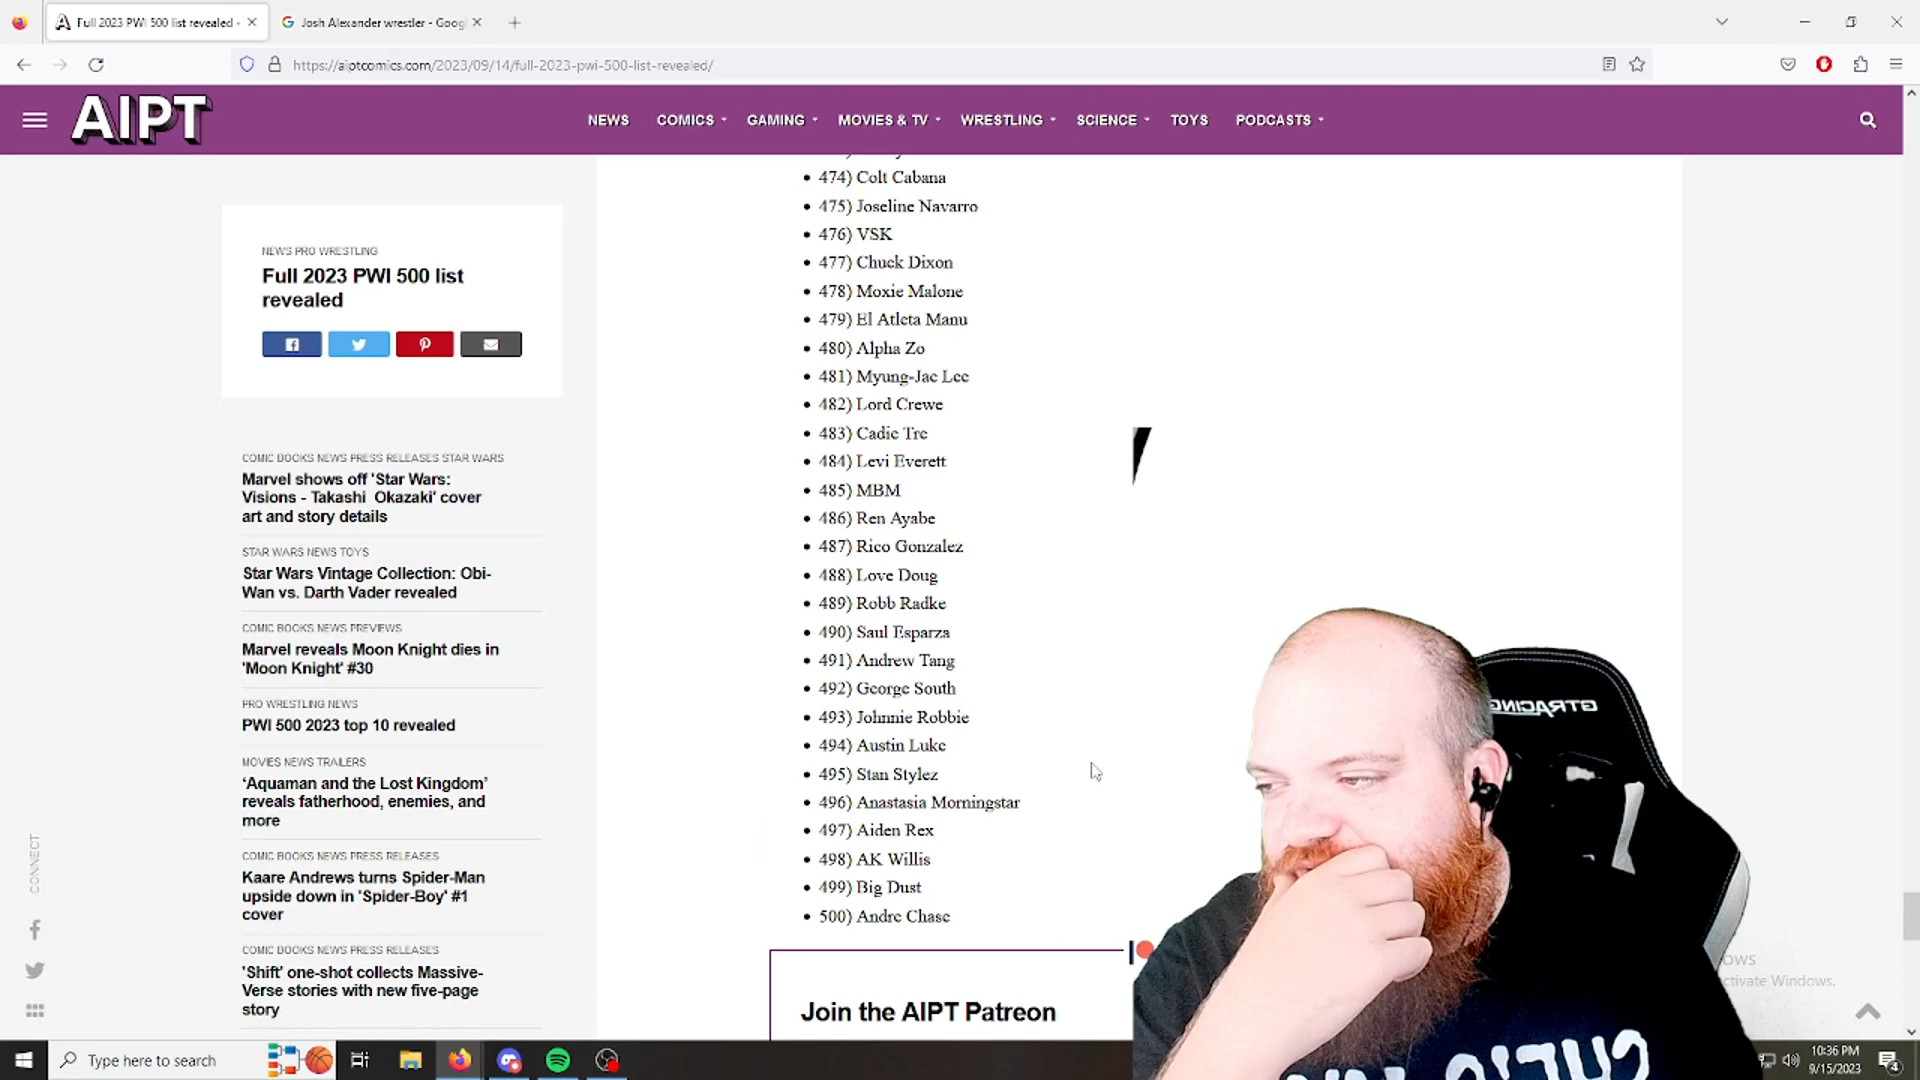 Full 2023 PWI 500 list revealed -
Josh Alexander wrestler - Goog
https://aiptcomics.com/2023/09/14/full-2023-pwi-500-list-revealed/
AIPT
NEWS COMICS GAMING MOVIES & TV WRESTLING SCIENCE TOYS PODCASTS
NEWS PRO WRESTLING
Full 2023 PWI 500 list
revealed
COMIC BOOKS NEWS PRESS RELEASES STAR WARS
Marvel shows off 'Star Wars:
Visions - Takashi Okazaki' cover
art and story details
STAR WARS NEWS TOYS
Star Wars Vintage Collection: Obi-
Wan vs. Darth Vader revealed
COMIC BOOKS NEWS PREVIEWS
Marvel reveals Moon Knight dies in
'Moon Knight' #30
PRO WRESTLING NEWS
PWI 500 2023 top 10 revealed
MOVIES NEWS TRAILERS
‘Aquaman and the Lost Kingdom’
reveals fatherhood, enemies, and
more
COMIC BOOKS NEWS PRESS RELEASES
Kaare Andrews turns Spider-Man
upside down in 'Spider-Boy' #1
cover
COMIC BOOKS NEWS PRESS RELEASES
'Shift' one-shot collects Massive-
Verse stories with new five-page
story
CONNECT
474) Colt Cabana
475) Joseline Navarro
476) VSK
477) Chuck Dixon
478) Moxie Malone
479) El Atleta Manu
480) Alpha Zo
481) Myung-Jae Lee
482) Lord Crewe
483) Cadie Tre
484) Levi Everett
485) MBM
486) Ren Ayabe
487) Rico Gonzalez
488) Love Doug
489) Robb Radke
490) Saul Esparza
491) Andrew Tang
492) George South
493) Johnnie Robbie
494) Austin Luke
495) Stan Stylez
496) Anastasia Morningstar
497) Aiden Rex
498) AK Willis
499) Big Dust
500) Andre Chase
Join the AIPT Patreon
GTRACING
ows
ctivate Windows.
Type here to search
10:36 PM
9/15/2023
4